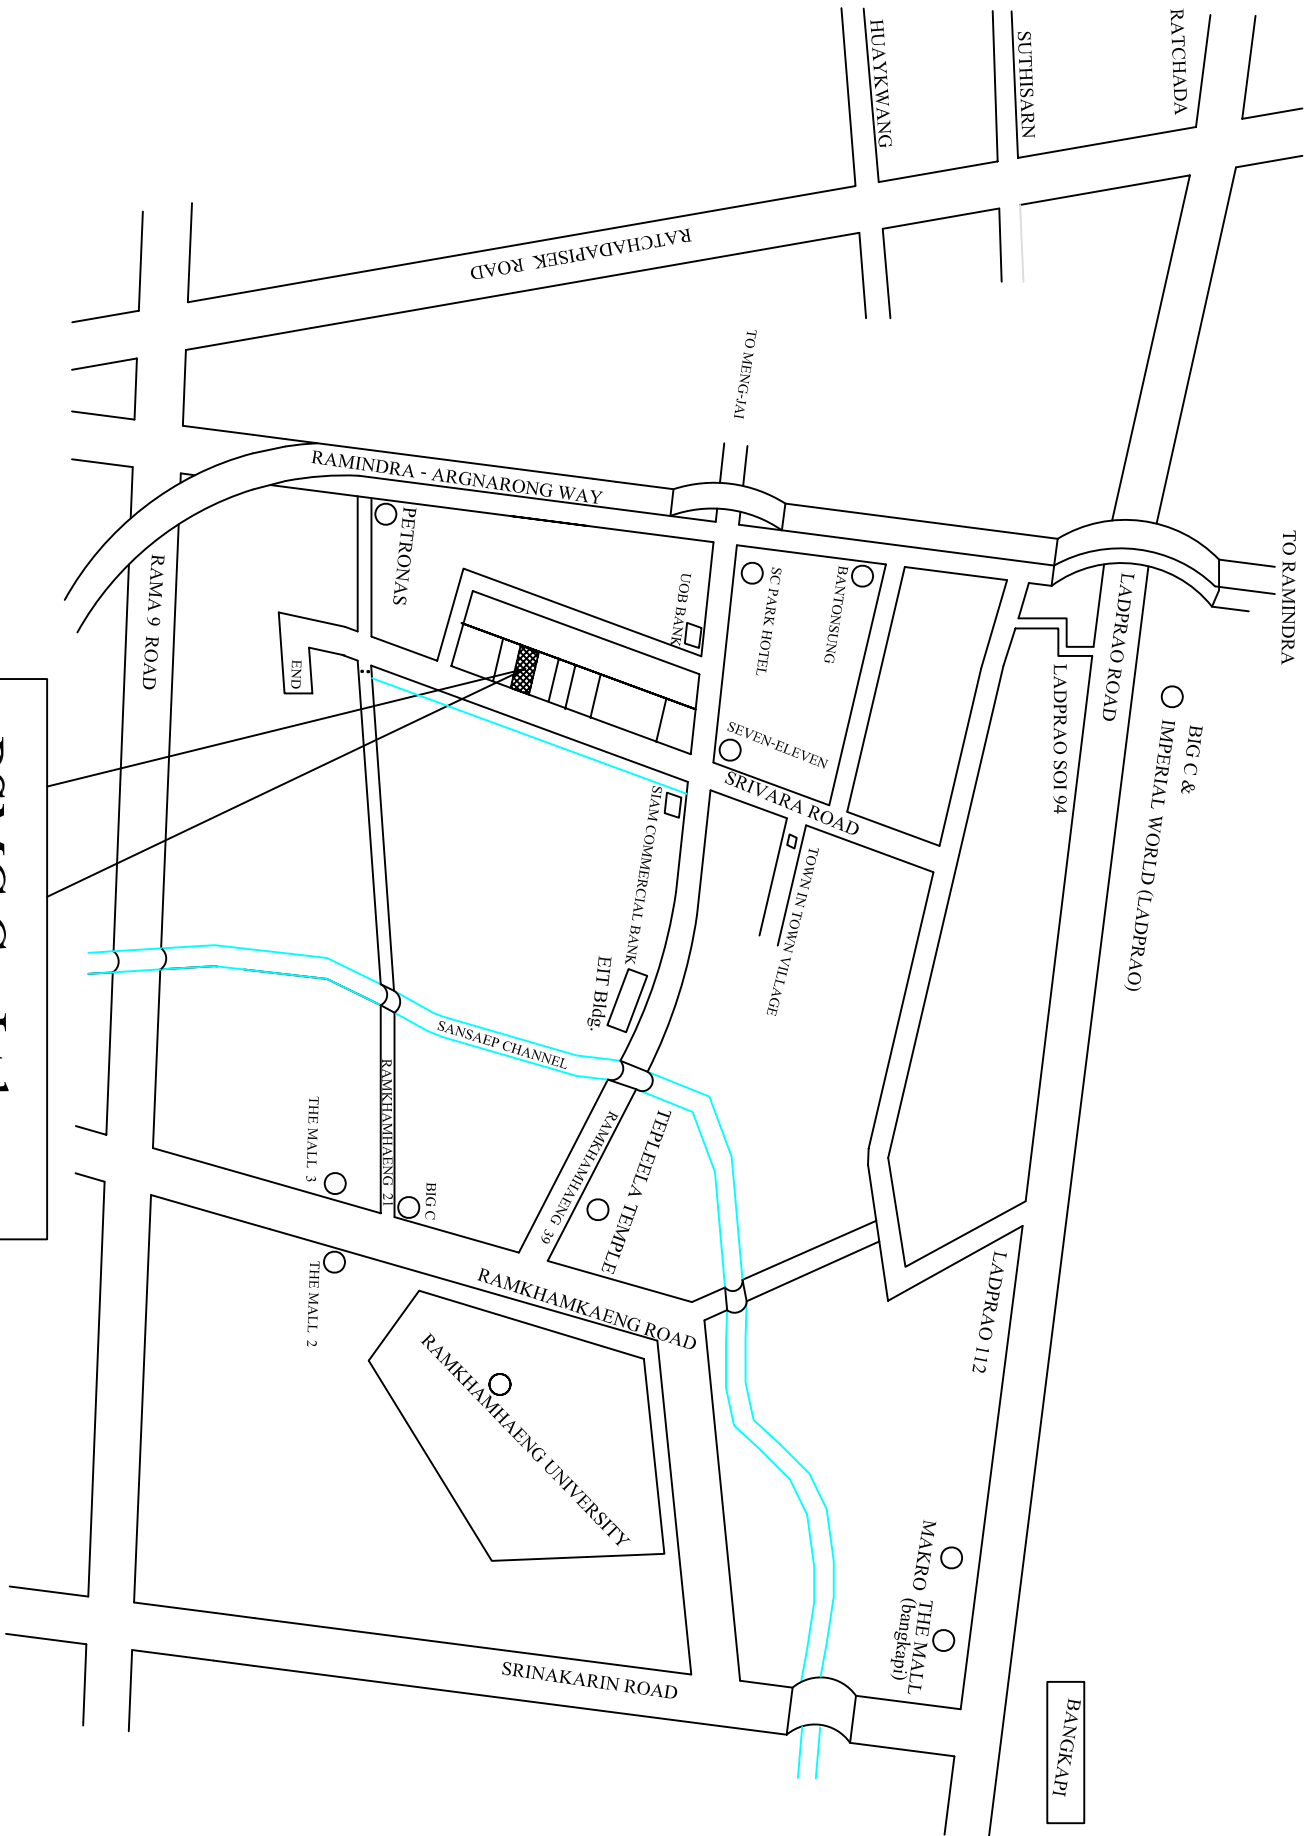 RATCHADA
SUTHISARN
HUAYKWANG
RATCHADAPISEK ROAD
TO MENG-JAI
TO RAMINDRA
RAMINDRA - ARGNARONG WAY
PETRONAS
RAMA 9 ROAD
END
UOB BANK
SC PARK HOTEL
BANTONSUNG
SEVEN-ELEVEN
SRIVARA ROAD
LADPRAO ROAD
LADPRAO SOI 94
BIG C &
IMPERIAL WORLD (LADPRAO)
TOWN IN TOWN VILLAGE
SIAM COMMERCIAL BANK
EIT Bldg.
SANSAEP CHANNEL
RAMKHAMHAENG 21
RAMKHAMHAENG 39
TEPLEELA TEMPLE
THE MALL 3
BIG C
THE MALL 2
RAMKHAMKAENG ROAD
RAMKHAMHAENG UNIVERSITY
LADPRAO 112
MAKRO
THE MALL
(bangkapi)
SRINAKARIN ROAD
BANGKAPI